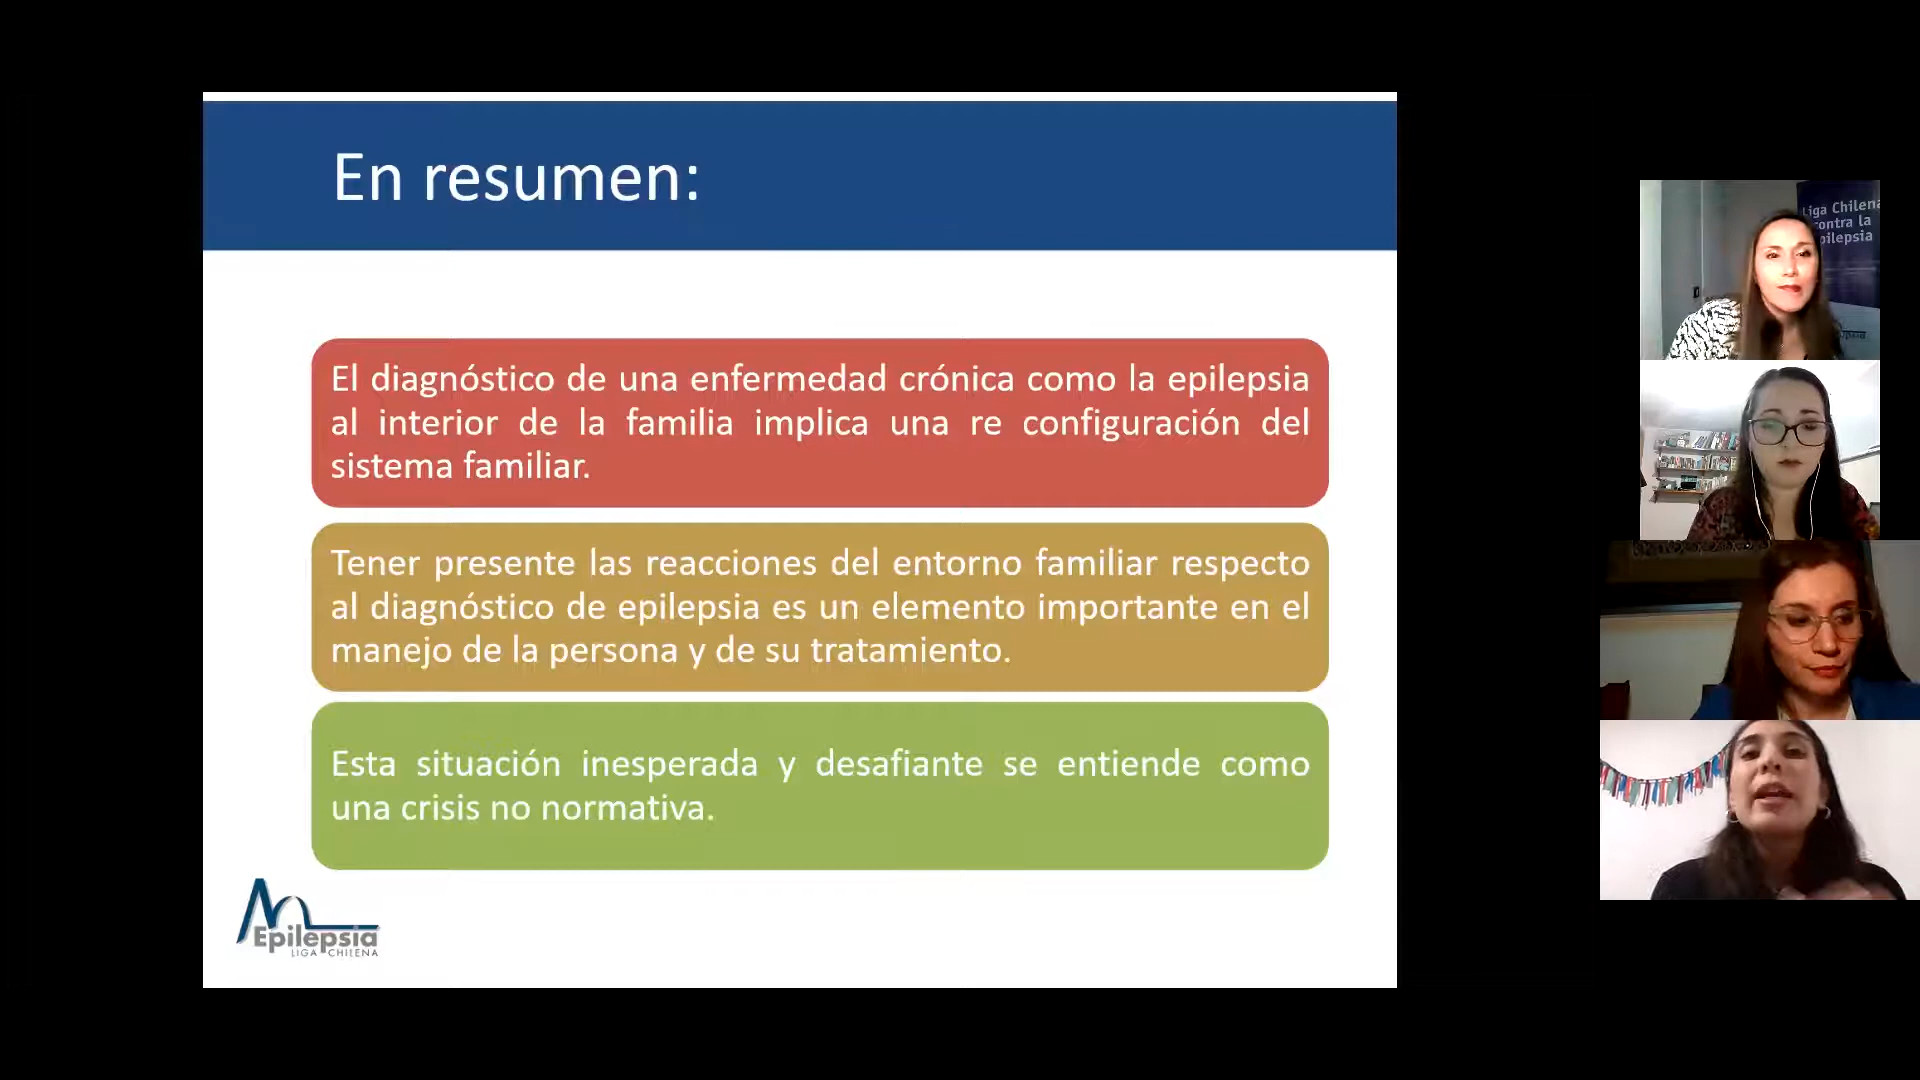 En resumen:
El diagnóstico de una enfermedad crónica como la epilepsia
al interior de la familia implica una re configuración del
sistema familiar.
Tener presente las reacciones del entorno familiar respecto
al diagnóstico de epilepsia es un elemento importante en el
manejo de la persona y de su tratamiento.
Esta situación inesperada y desafiante se entiende como
una crisis no normativa.
Epilepsia
LIGA CHILENA
Liga Chilena
contra la
epilepsia